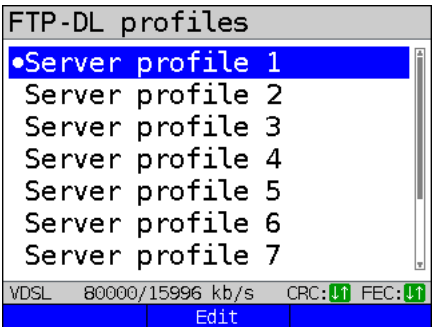 FTP-DL profiles
•Server profile 1
Server profile 2
Server profile 3
Server profile 4
Server profile 5
Server profile 6
Server profile 7
VDSL 80000/15996 kb/s CRC:↓↑ FEC:↓↑
Edit